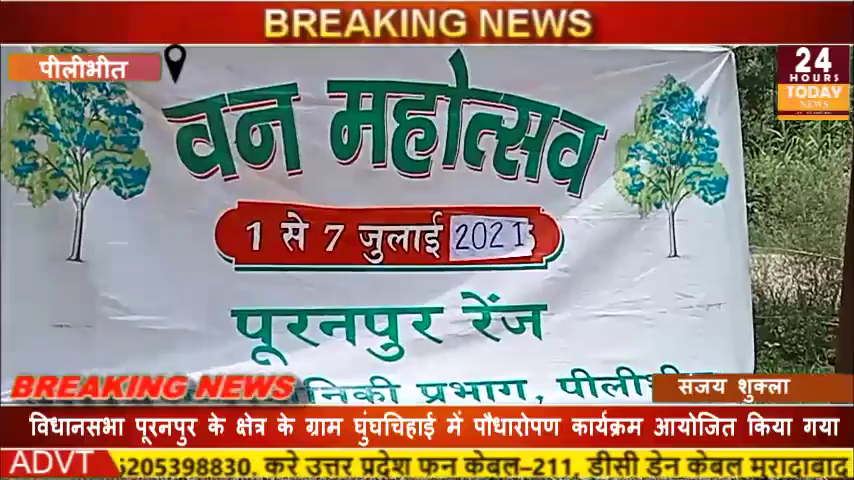 BREAKING NEWS
पीलीभीत
24
HOURS
TODAY
NEWS
वन महोत्सव
1 से 7 जुलाई 2021
पूरनपुर रेंज
निकी प्रभाग, पीलीभीत
BREAKING NEWS
संजय शुक्ला
विधानसभा पूरनपुर के क्षेत्र के ग्राम घुंघचिहाई में पौधारोपण कार्यक्रम आयोजित किया गया
ADVT
6205398830, करे उत्तर प्रदेश फन केबल–211, डीसी डेन केबल मुरादाबाद